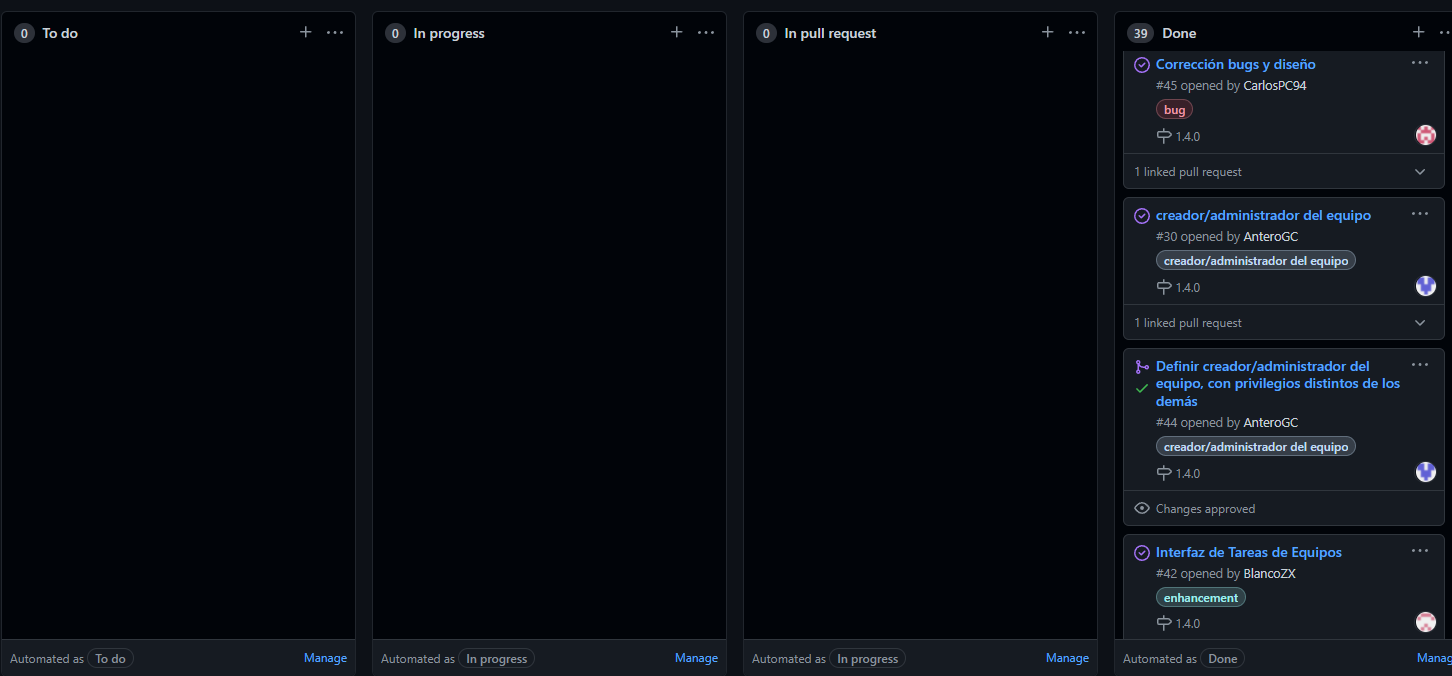 0 To do
Automated as To do Manage
0 In progress
Automated as In progress Manage
0 In pull request
Automated as In progress Manage
39 Done
Corrección bugs y diseño
#45 opened by CarlosPC94
bug
1.4.0
1 linked pull request
creador/administrador del equipo
#30 opened by AnteroGC
creador/administrador del equipo
1.4.0
1 linked pull request
Definir creador/administrador del
equipo, con privilegios distintos de los
demás
#44 opened by AnteroGC
creador/administrador del equipo
1.4.0
Changes approved
Interfaz de Tareas de Equipos
#42 opened by BlancoZX
enhancement
1.4.0
Automated as Done Manag